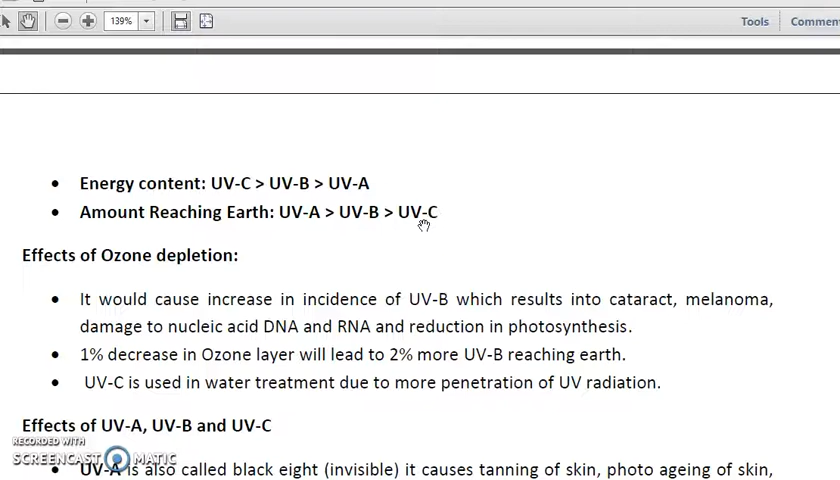 139%
Tools
Commen
• Energy content: UV-C > UV-B > UV-A
• Amount Reaching Earth: UV-A > UV-B > UV-C
Effects of Ozone depletion:
• It would cause increase in incidence of UV-B which results into cataract, melanoma,
damage to nucleic acid DNA and RNA and reduction in photosynthesis.
• 1% decrease in Ozone layer will lead to 2% more UV-B reaching earth.
• UV-C is used in water treatment due to more penetration of UV radiation.
Effects of UV-A, UV-B and UV-C
RECORDED WITH
SCREENCAST MATIC
• UV-A is also called black eight (invisible) it causes tanning of skin, photo ageing of skin,